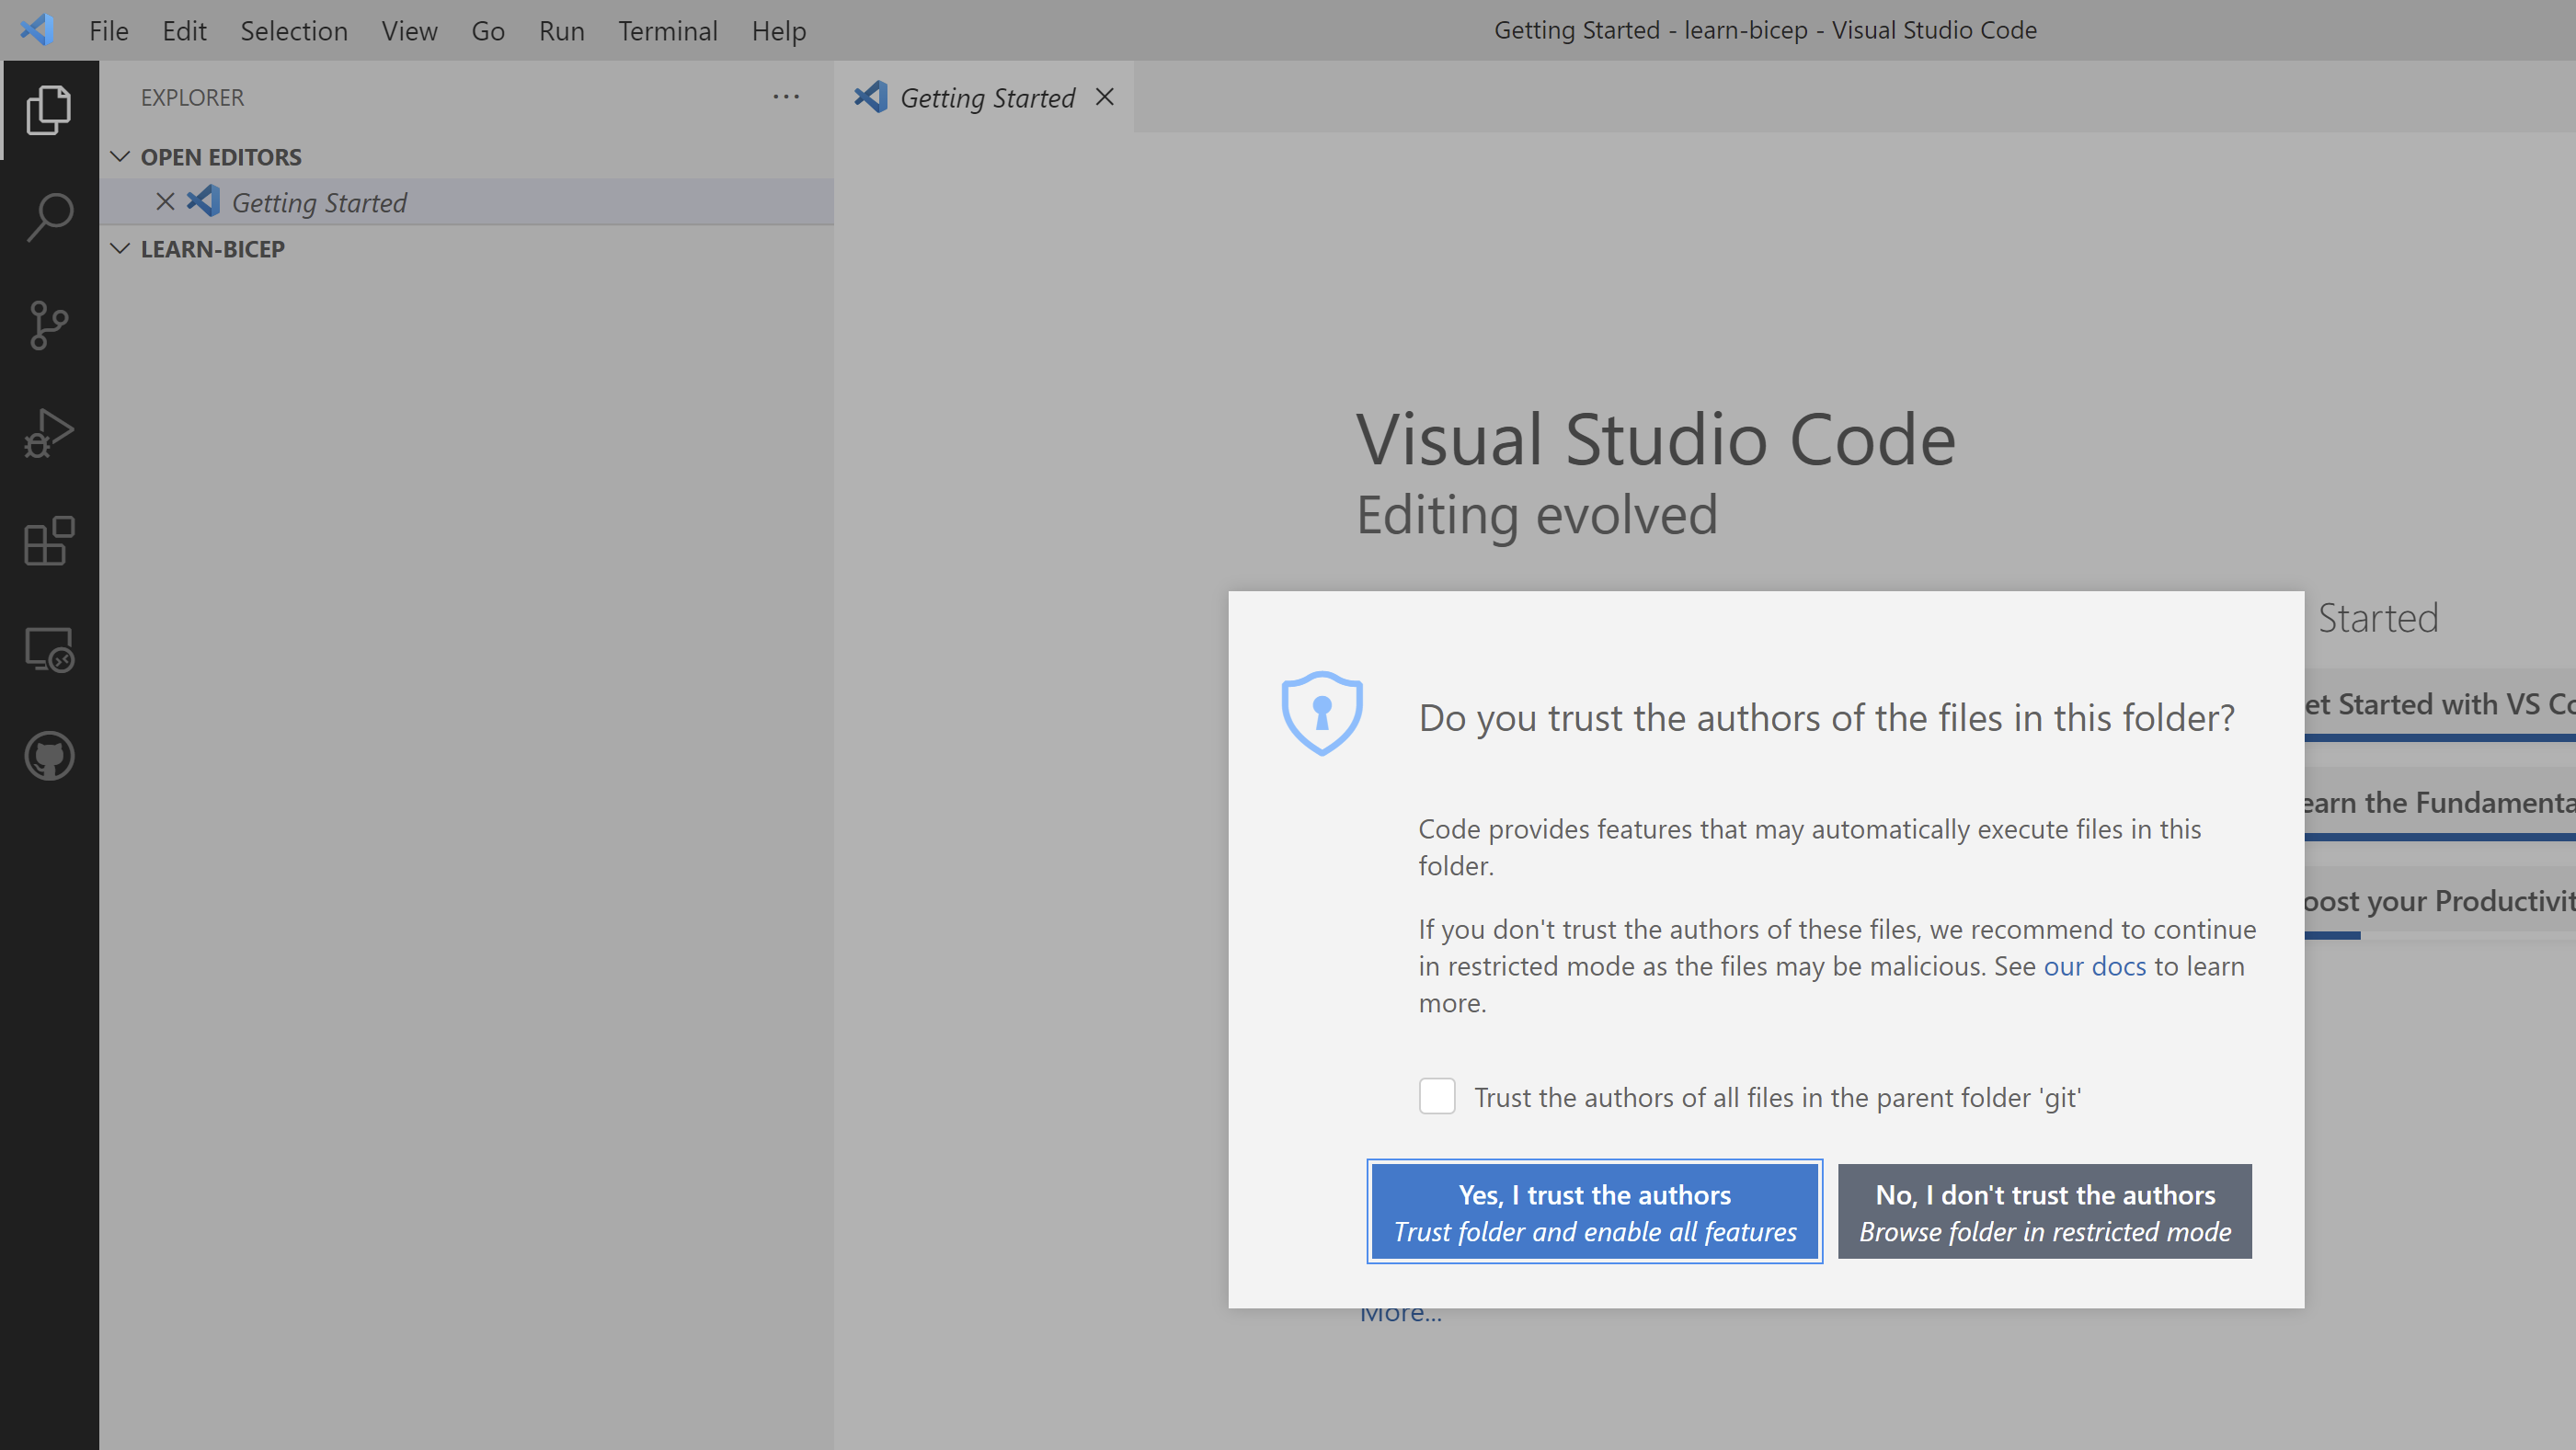 File Edit Selection View Go Run Terminal Help
Getting Started - learn-bicep - Visual Studio Code
EXPLORER
OPEN EDITORS
Getting Started
LEARN-BICEP
Getting Started
Visual Studio Code
Editing evolved
Started
et Started with VS Co
earn the Fundamenta
oost your Productivit
Do you trust the authors of the files in this folder?
Code provides features that may automatically execute files in this
folder.
If you don't trust the authors of these files, we recommend to continue
in restricted mode as the files may be malicious. See our docs to learn
more.
Trust the authors of all files in the parent folder 'git'
Yes, I trust the authors
Trust folder and enable all features
No, I don't trust the authors
Browse folder in restricted mode
More...